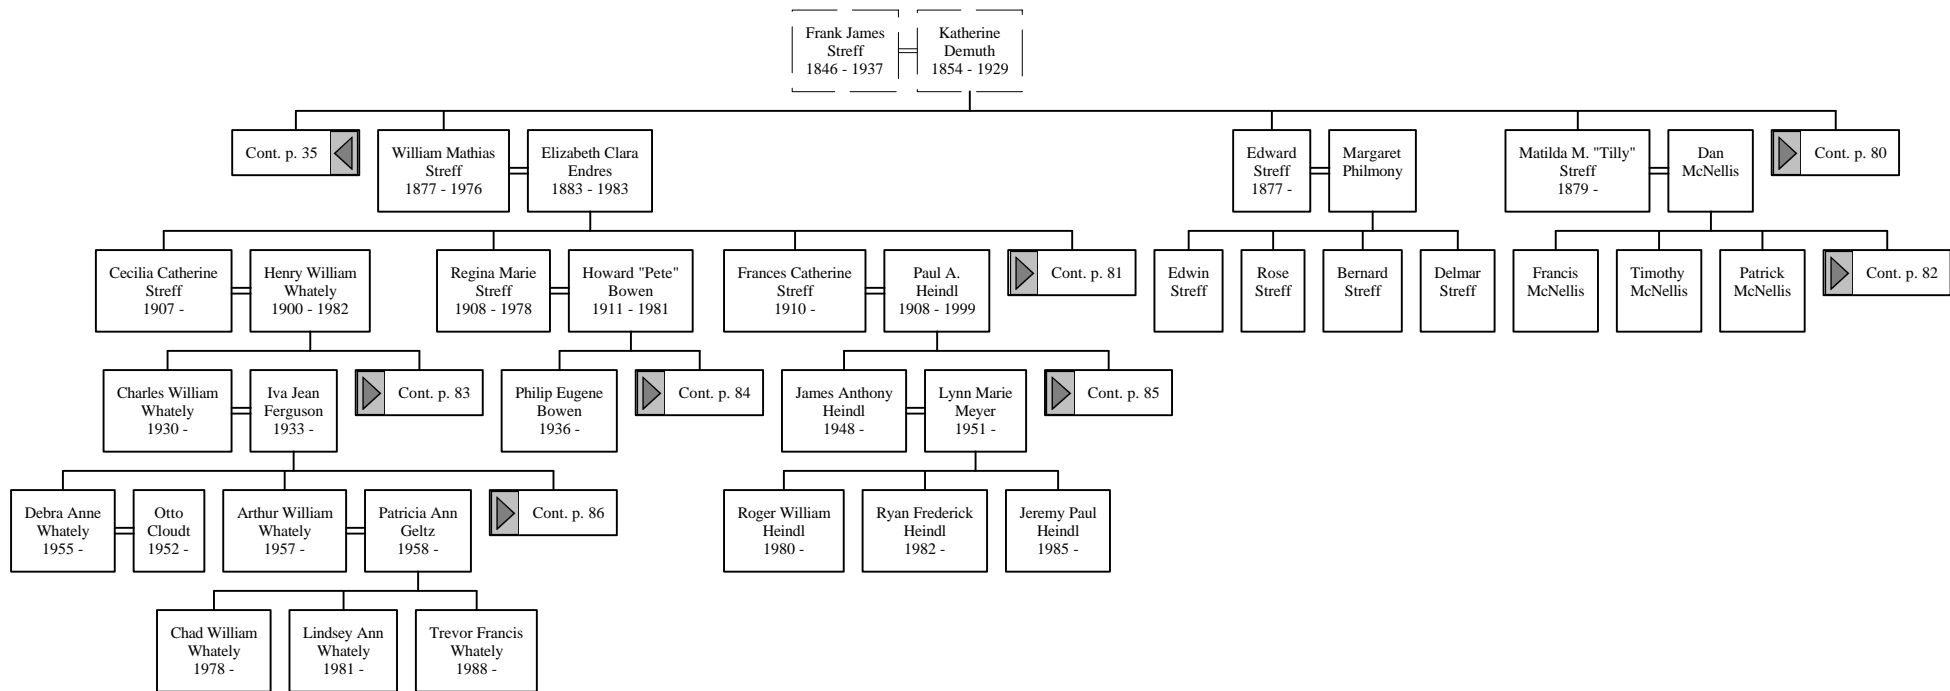 Frank James
Streff
1846 - 1937
Katherine
Demuth
1854 - 1929
Cont. p. 35
William Mathias
Streff
1877 - 1976
Elizabeth Clara
Endres
1883 - 1983
Edward
Streff
1877 -
Margaret
Philmony
Matilda M. "Tilly"
Streff
1879 -
Dan
McNellis
Cont. p. 80
Cecilia Catherine
Streff
1907 -
Henry William
Whately
1900 - 1982
Regina Marie
Streff
1908 - 1978
Howard "Pete"
Bowen
1911 - 1981
Frances Catherine
Streff
1910 -
Paul A.
Heindl
1908 - 1999
Cont. p. 81
Edwin
Streff
Rose
Streff
Bernard
Streff
Delmar
Streff
Francis
McNellis
Timothy
McNellis
Patrick
McNellis
Cont. p. 82
Charles William
Whately
1930 -
Iva Jean
Ferguson
1933 -
Cont. p. 83
Philip Eugene
Bowen
1936 -
Cont. p. 84
James Anthony
Heindl
1948 -
Lynn Marie
Meyer
1951 -
Cont. p. 85
Debra Anne
Whately
1955 -
Otto
Cloudt
1952 -
Arthur William
Whately
1957 -
Patricia Ann
Geltz
1958 -
Cont. p. 86
Roger William
Heindl
1980 -
Ryan Frederick
Heindl
1982 -
Jeremy Paul
Heindl
1985 -
Chad William
Whately
1978 -
Lindsey Ann
Whately
1981 -
Trevor Francis
Whately
1988 -